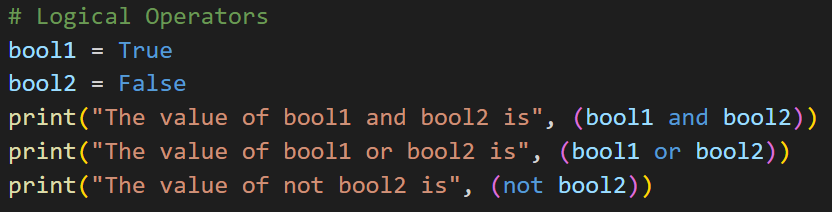 # Logical Operators
bool1 = True
bool2 = False
print("The value of bool1 and bool2 is", (bool1 and bool2))
print("The value of bool1 or bool2 is", (bool1 or bool2))
print("The value of not bool2 is", (not bool2))